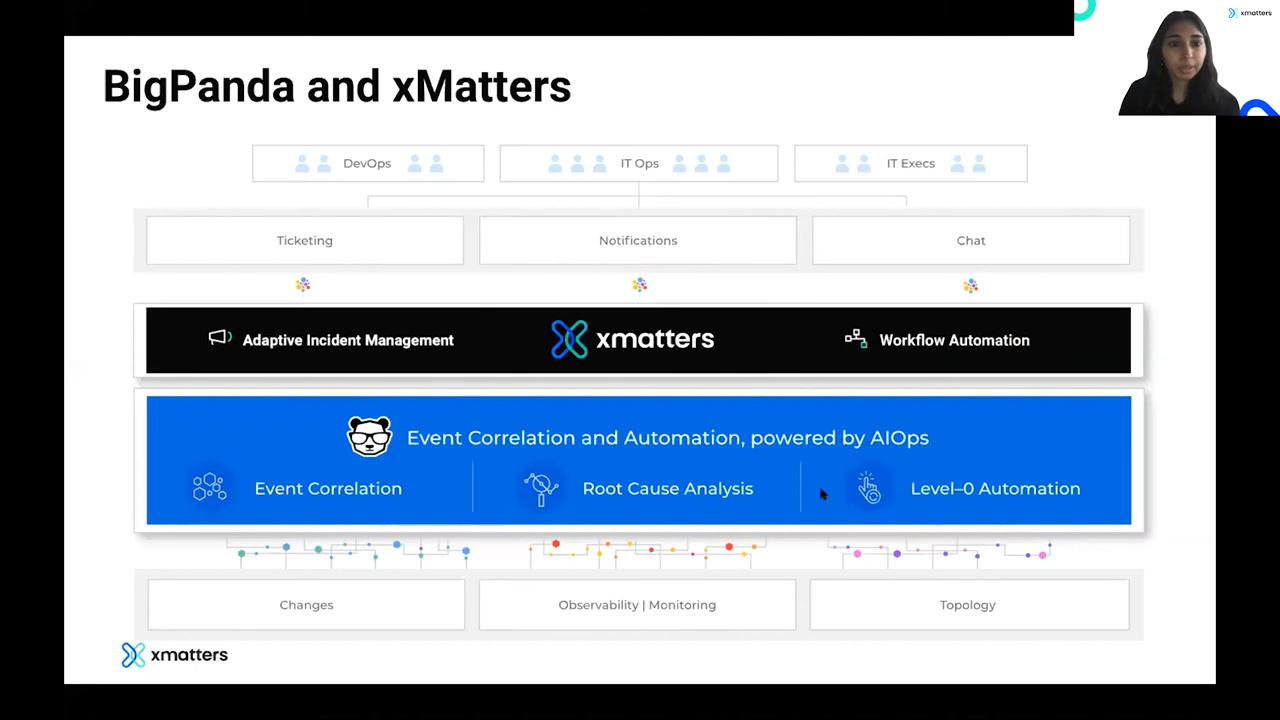 xmatters
BigPanda and xMatters
DevOps
IT Ops
IT Execs
Ticketing
Notifications
Chat
Adaptive Incident Management
xmatters
Workflow Automation
Event Correlation and Automation, powered by AIOps
Event Correlation
Root Cause Analysis
Level–0 Automation
Changes
Observability | Monitoring
Topology
xmatters